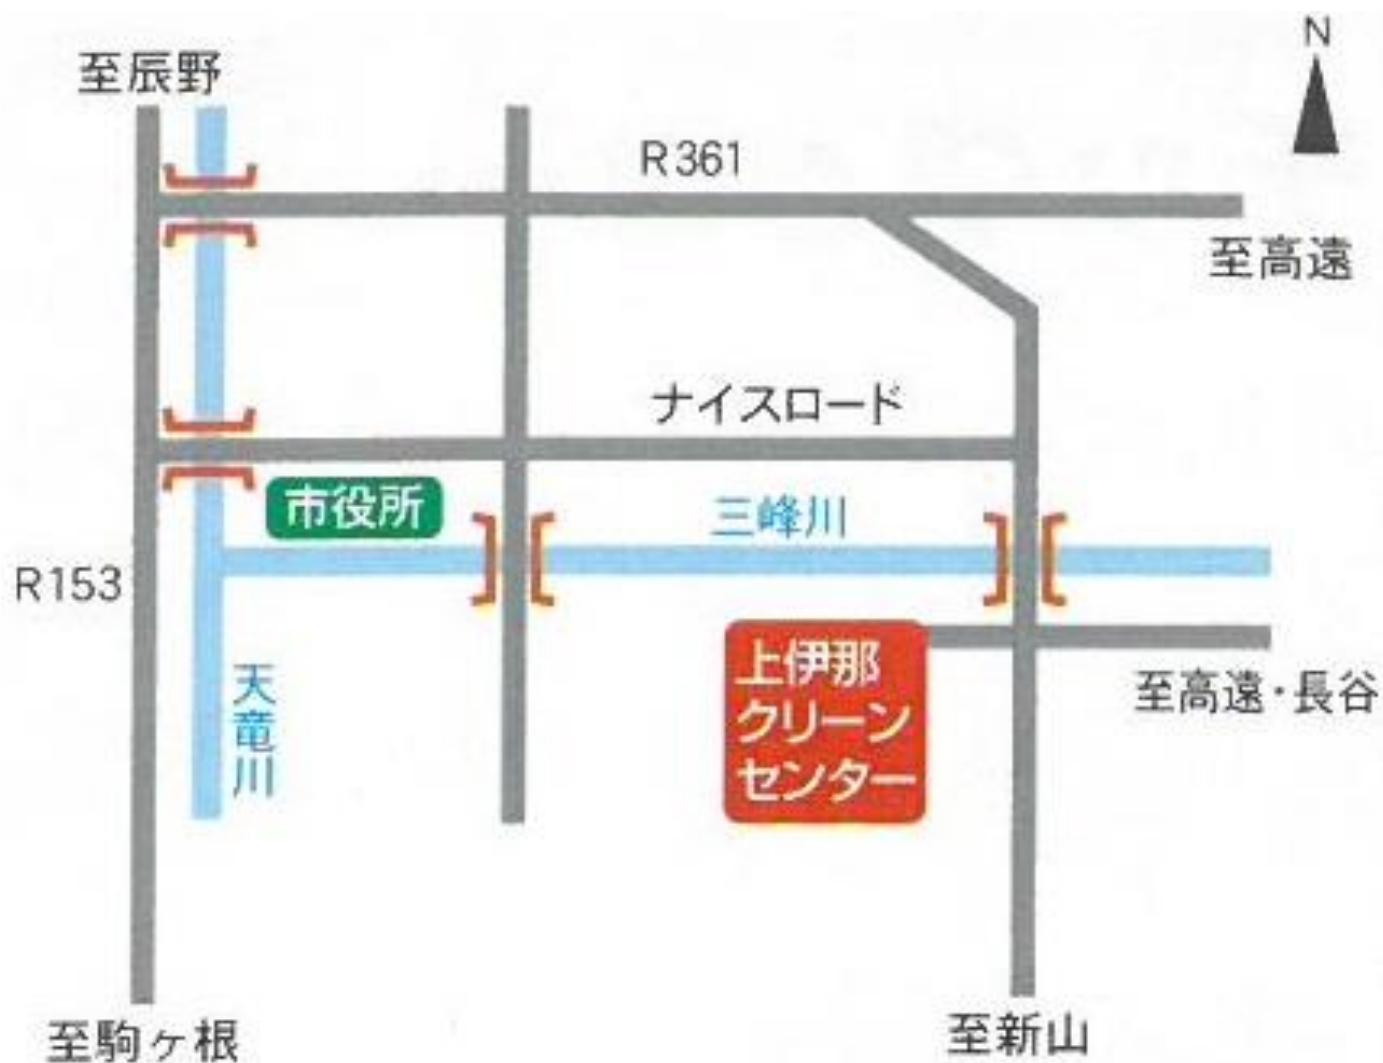 N
至辰野
R361
至高遠
ナイスロード
市役所
三峰川
R153
上伊那
クリーン
センター
天竜川
至高遠・長谷
至駒ヶ根
至新山